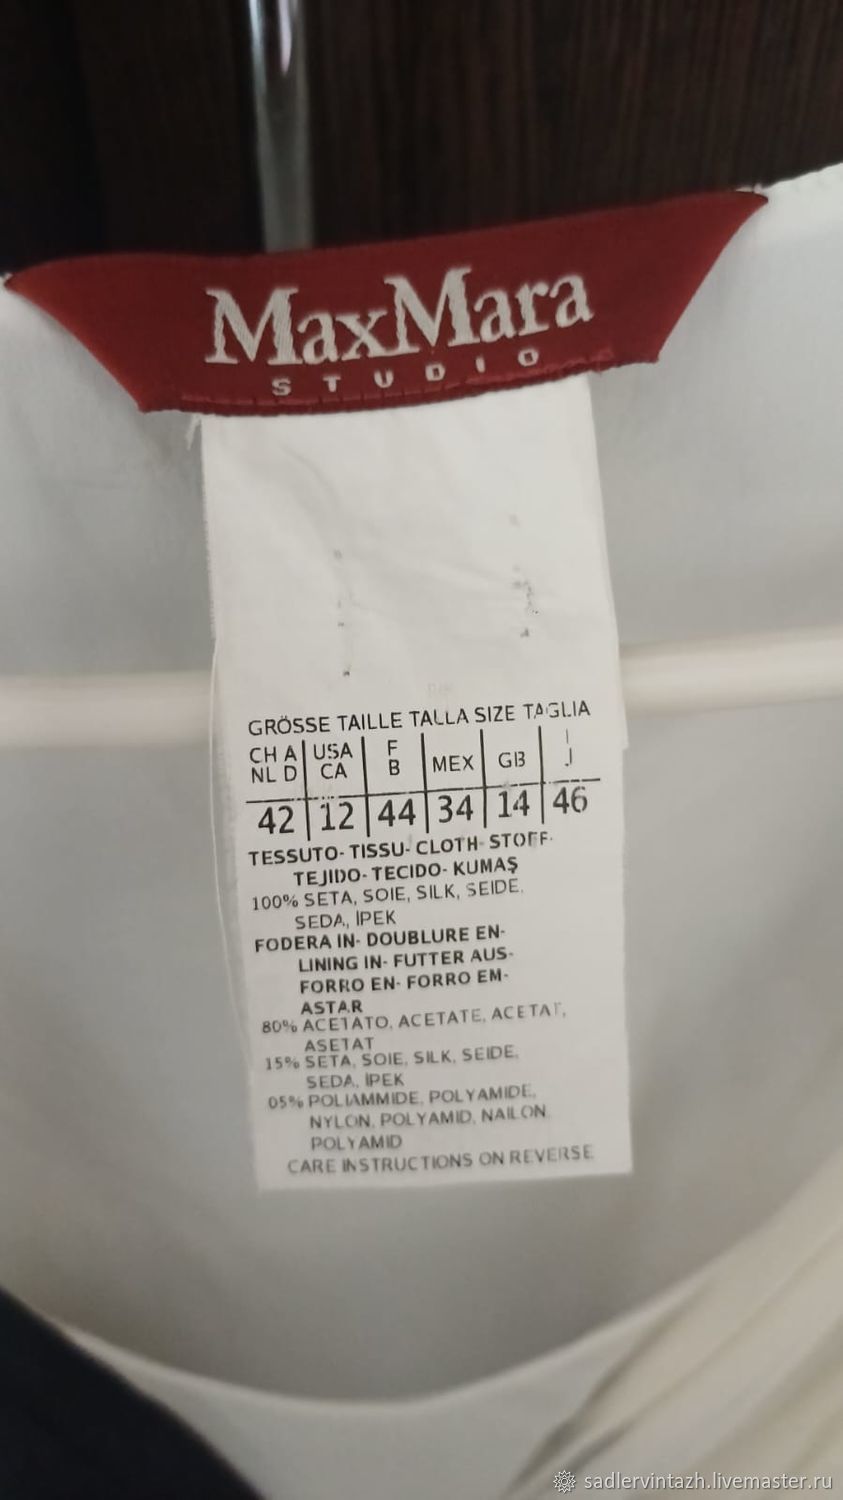 MaxMara
STUDIO
GRÖSSE TAILLE TALLA SIZE TAGLIA
CH A USA F MEX GB I
NL D CA B J
42 12 44 34 14 46
TESSUTO- TISSU- CLOTH- STOFF-
TEJIDO- TECIDO- KUMAŞ
100% SETA, SOIE, SILK, SEIDE,
SEDA, İPEK
FODERA IN- DOUBLURE EN-
LINING IN- FUTTER AUS-
FORRO EN- FORRO EM-
ASTAR
80% ACETATO, ACETATE, ACETAT,
ASETAT
15% SETA, SOIE, SILK, SEIDE,
SEDA, İPEK
05% POLIAMMIDE, POLYAMIDE,
NYLON, POLYAMID, NAILON
POLYAMID
CARE INSTRUCTIONS ON REVERSE
sadlervintazh.livemaster.ru